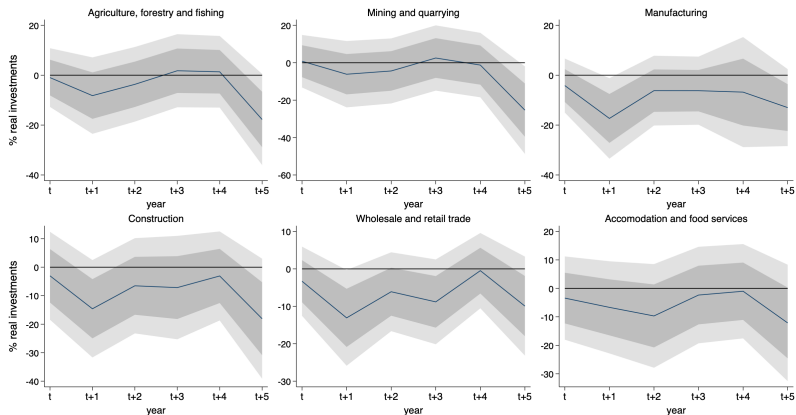 Agriculture, forestry and fishing
Mining and quarrying
Manufacturing
% real investments
20
0
-20
-40
t
t+1
t+2
t+3
t+4
t+5
year
20
0
-20
-40
-60
t
t+1
t+2
t+3
t+4
t+5
year
20
0
-20
-40
t
t+1
t+2
t+3
t+4
t+5
year
Construction
Wholesale and retail trade
Accomodation and food services
% real investments
10
0
-10
-20
-30
-40
t
t+1
t+2
t+3
t+4
t+5
year
10
0
-10
-20
-30
t
t+1
t+2
t+3
t+4
t+5
year
20
10
0
-10
-20
-30
t
t+1
t+2
t+3
t+4
t+5
year